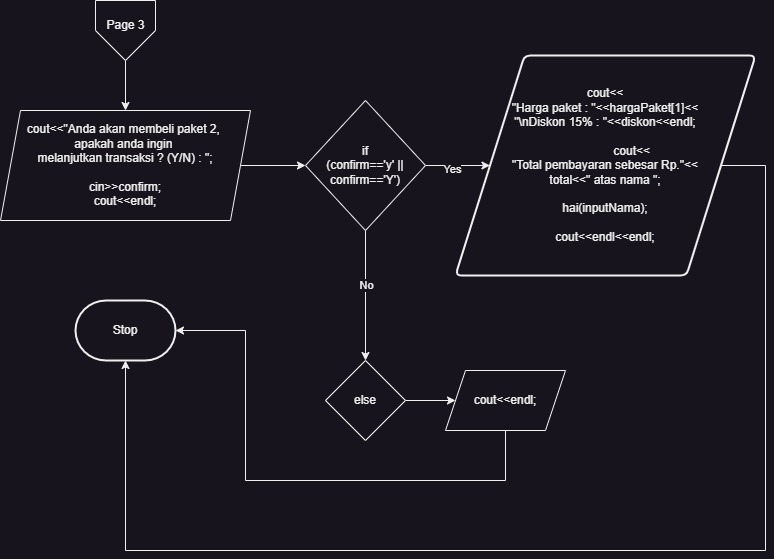 Page 3
cout<<"Anda akan membeli paket 2,
apakah anda ingin
melanjutkan transaksi ? (Y/N) : ";
cin>>confirm;
cout<<endl;
if
(confirm=='y' ||
confirm=='Y')
Yes
cout<<
"Harga paket : "<<hargaPaket[1]<<
"\nDiskon 15% : "<<diskon<<endl;
cout<<
"Total pembayaran sebesar Rp."<<
total<<" atas nama ";
hai(inputNama);
cout<<endl<<endl;
No
Stop
else
cout<<endl;